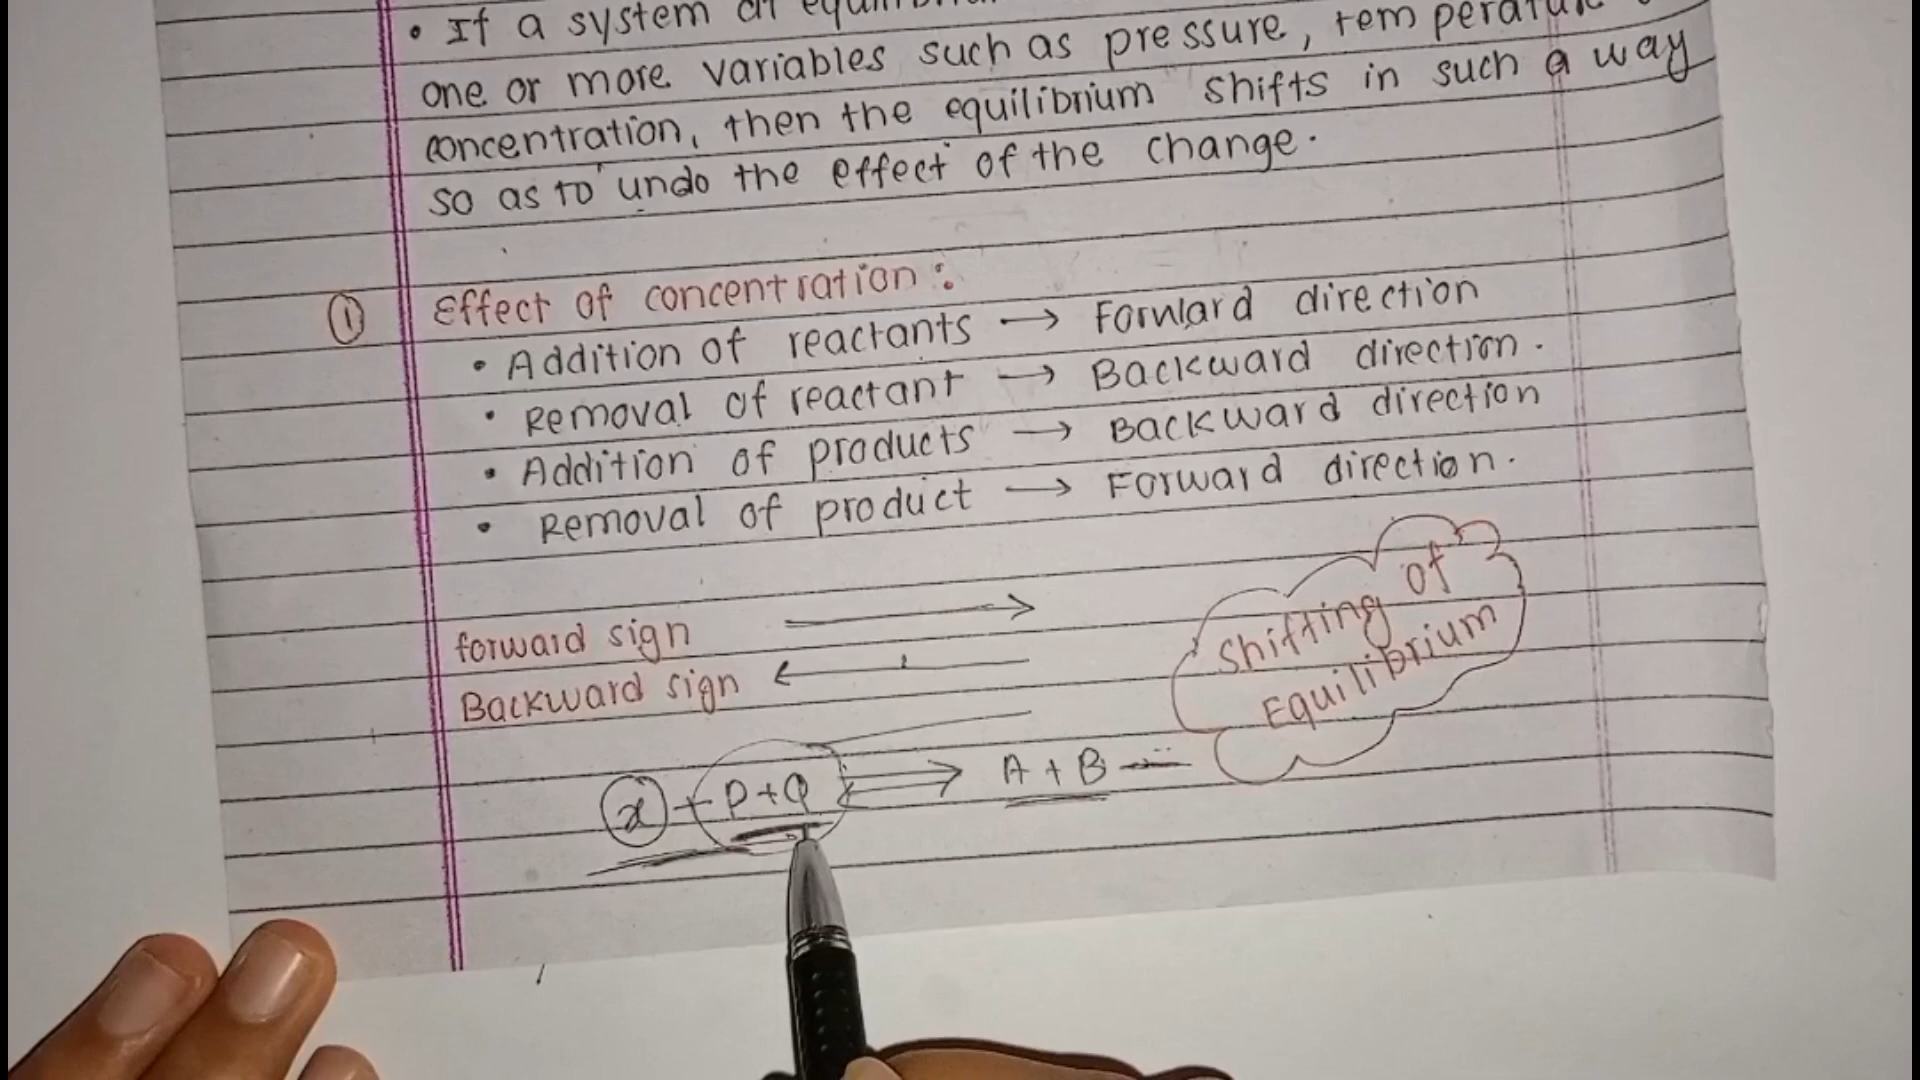 • If a system at
one or more variables such as pressure, temperature
concentration, then the equilibrium shifts in such a way
so as to undo the effect of the change.
① Effect of concentration :
• Addition of reactants → Forward direction
• Removal of reactant → Backward direction.
• Addition of products → Backward direction
• Removal of product → Forward direction.
forward sign →
Backward sign ←
Shifting of
Equilibrium
x + P+Q ⇌ A + B